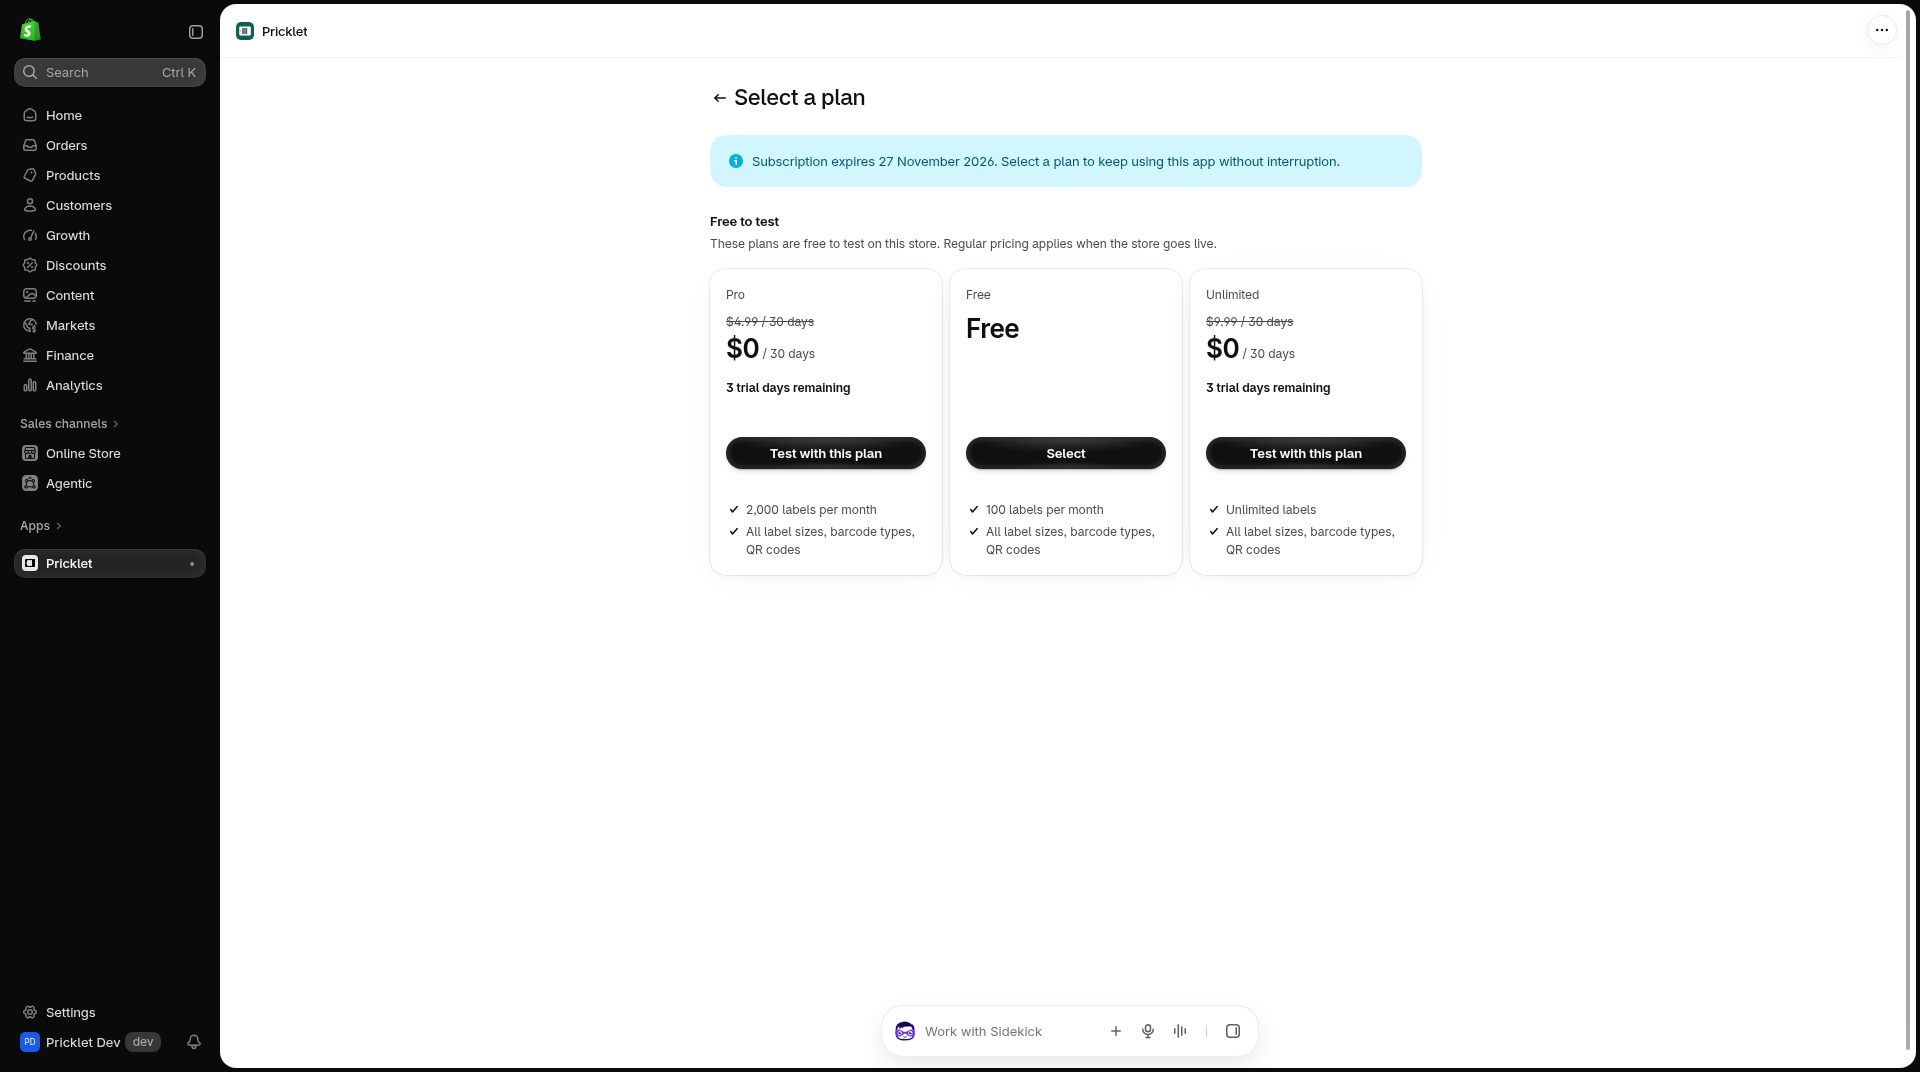 Search
Ctrl K
Home
Orders
Products
Customers
Growth
Discounts
Content
Markets
Finance
Analytics
Sales channels
Online Store
Agentic
Apps
Pricklet
Settings
PD
Pricklet Dev
dev
Pricklet
Select a plan
Subscription expires 27 November 2026. Select a plan to keep using this app without interruption.
Free to test
These plans are free to test on this store. Regular pricing applies when the store goes live.
Pro
$4.99 / 30 days
$0 / 30 days
3 trial days remaining
Test with this plan
2,000 labels per month
All label sizes, barcode types,
QR codes
Free
Free
Select
100 labels per month
All label sizes, barcode types,
QR codes
Unlimited
$9.99 / 30 days
$0 / 30 days
3 trial days remaining
Test with this plan
Unlimited labels
All label sizes, barcode types,
QR codes
Work with Sidekick